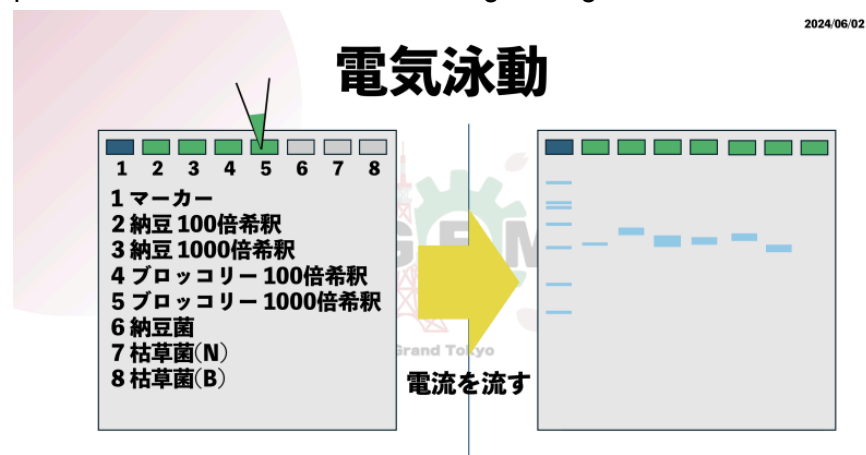 2024/06/02
電気泳動
1 2 3 4 5 6 7 8
1 マーカー
2 納豆 100倍希釈
3 納豆 1000倍希釈
4 ブロッコリー 100倍希釈
5 ブロッコリー 1000倍希釈
6 納豆菌
7 枯草菌(N)
8 枯草菌(B)
Grand Tokyo
電流を流す